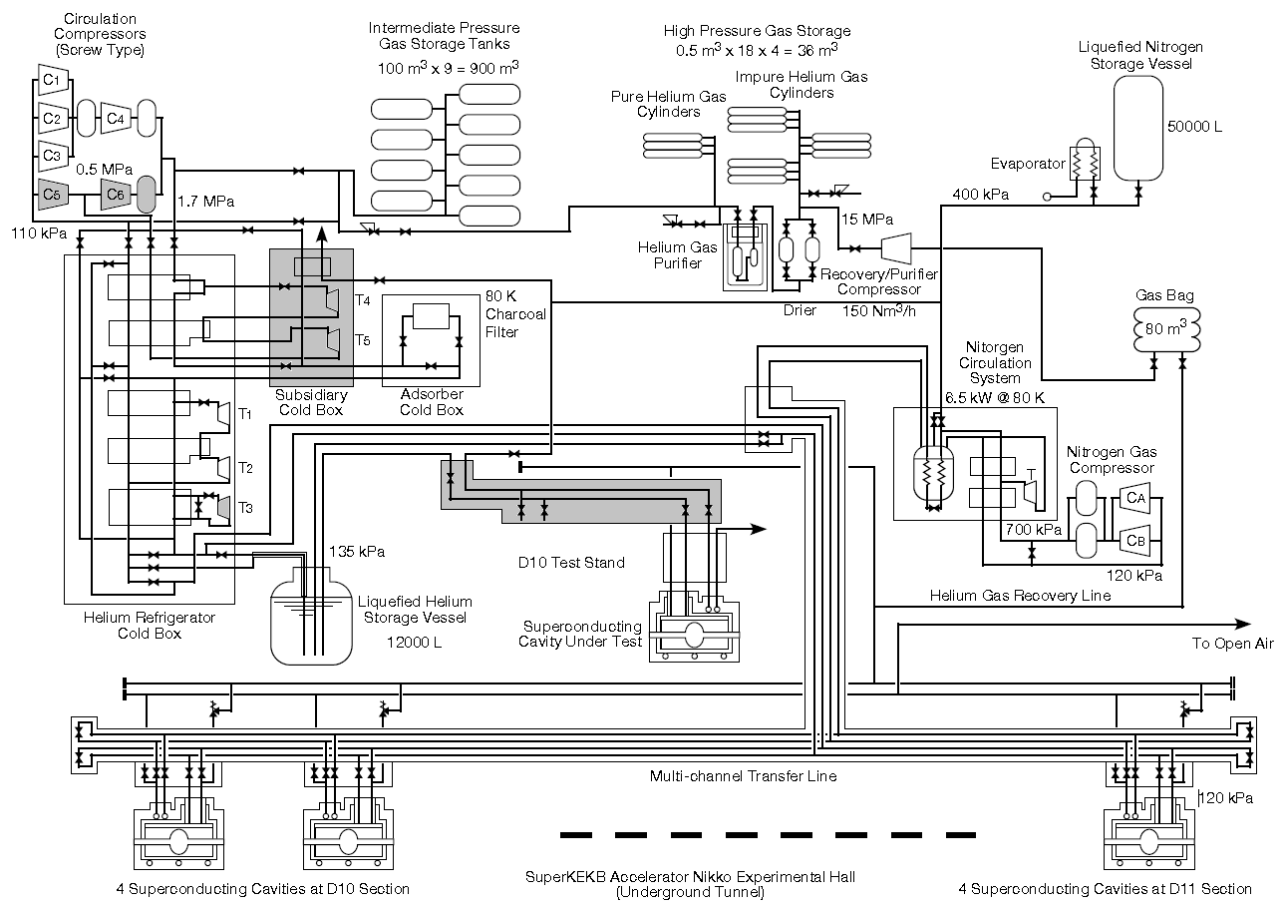 Circulation
Compressors
(Screw Type)
C1
C2
C3
C4
C5
C6
0.5 MPa
1.7 MPa
110 kPa
Intermediate Pressure
Gas Storage Tanks
100 m³ x 9 = 900 m³
High Pressure Gas Storage
0.5 m³ x 18 x 4 = 36 m³
Impure Helium Gas
Cylinders
Pure Helium Gas
Cylinders
Liquefied Nitrogen
Storage Vessel
50000 L
Evaporator
400 kPa
15 MPa
Helium Gas
Purifier
Drier
Recovery/Purifier
Compressor
150 Nm³/h
Gas Bag
80 m³
T4
T5
80 K
Charcoal
Filter
Subsidiary
Cold Box
Adsorber
Cold Box
T1
T2
T3
Nitorgen
Circulation
System
6.5 kW @ 80 K
T
Nitrogen Gas
Compressor
CA
CB
700 kPa
120 kPa
135 kPa
D10 Test Stand
Helium Refrigerator
Cold Box
Liquefied Helium
Storage Vessel
12000 L
Superconducting
Cavity Under Test
Helium Gas Recovery Line
To Open Air
Multi-channel Transfer Line
120 kPa
4 Superconducting Cavities at D10 Section
SuperKEKB Accelerator Nikko Experimental Hall
(Underground Tunnel)
4 Superconducting Cavities at D11 Section